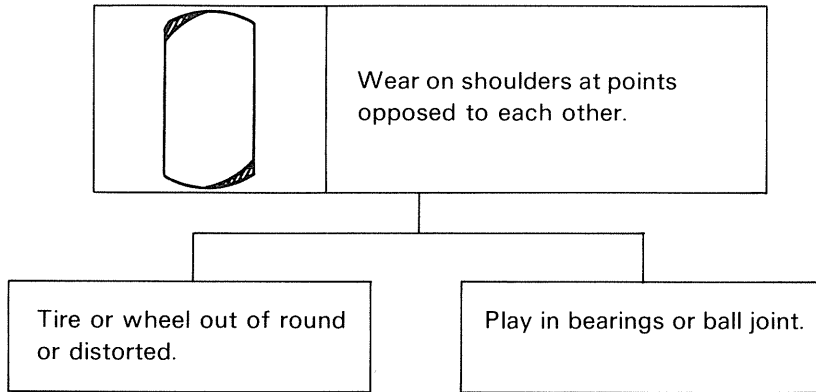 Wear on shoulders at points
opposed to each other.
Tire or wheel out of round
or distorted.
Play in bearings or ball joint.